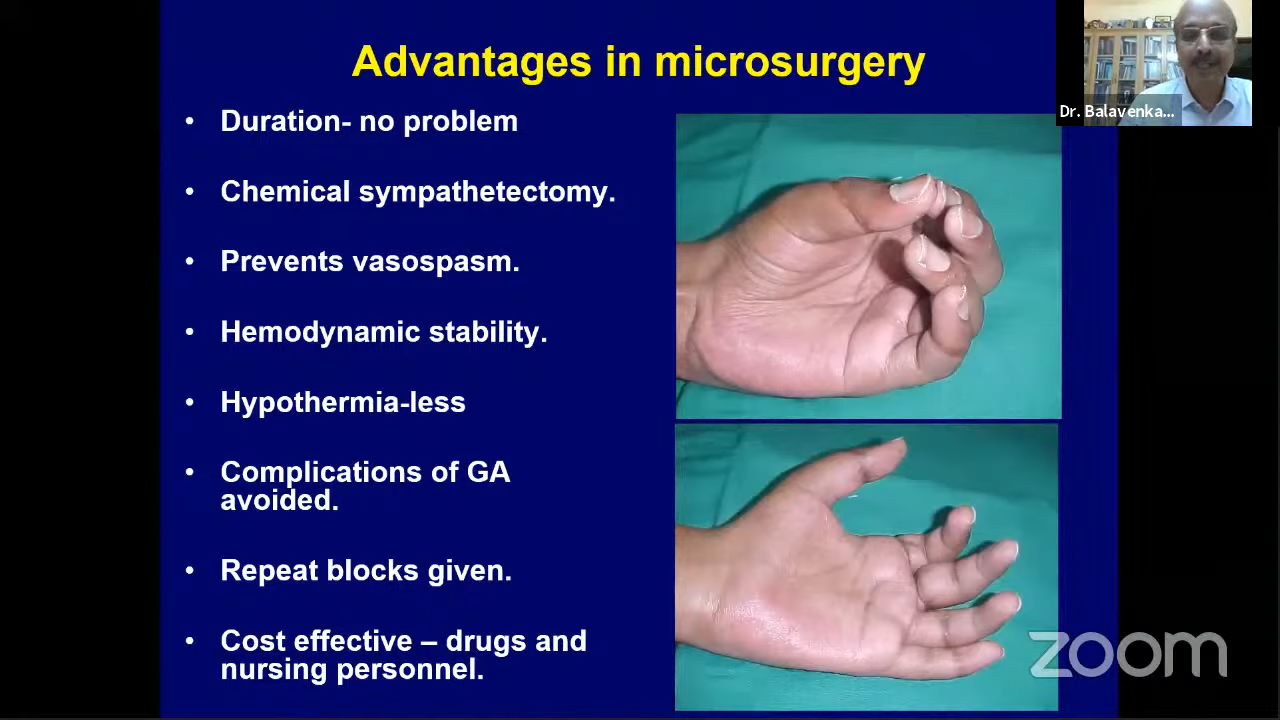 Advantages in microsurgery
• Duration- no problem
• Chemical sympathetectomy.
• Prevents vasospasm.
• Hemodynamic stability.
• Hypothermia-less
• Complications of GA
avoided.
• Repeat blocks given.
• Cost effective – drugs and
nursing personnel.
Dr. Balavenka...
zoom